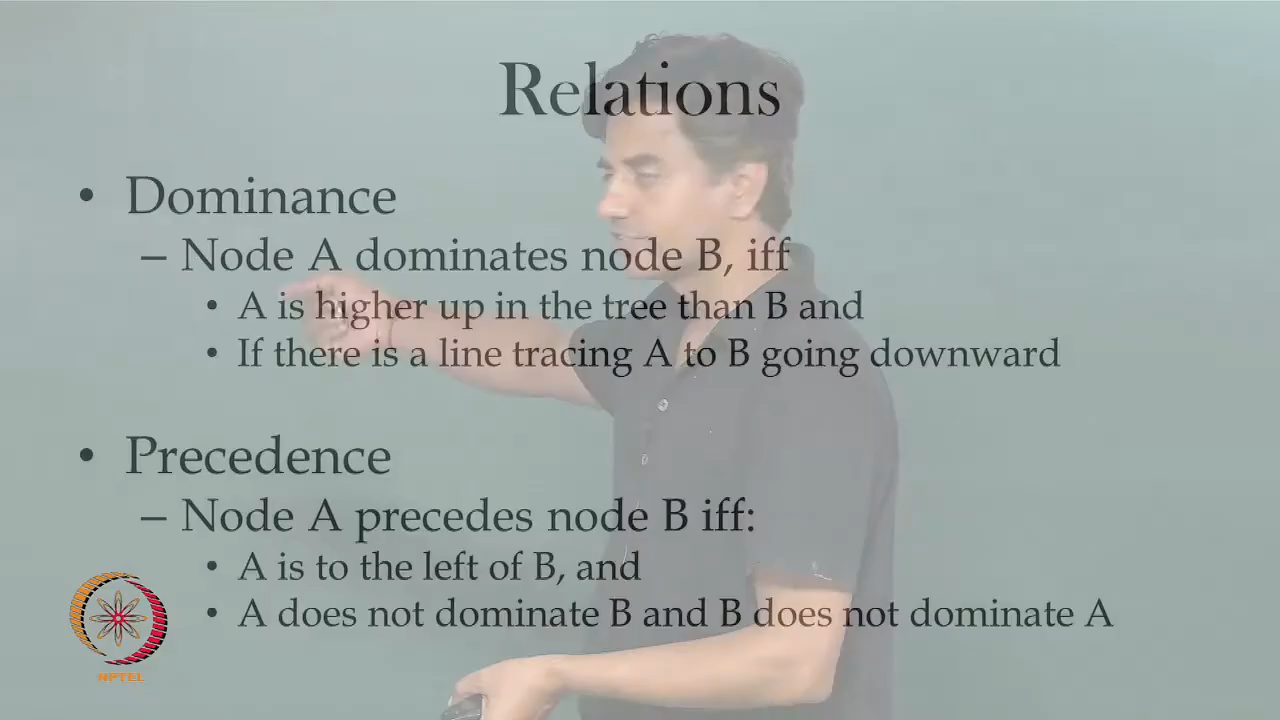 Relations
• Dominance
– Node A dominates node B, iff
• A is higher up in the tree than B and
• If there is a line tracing A to B going downward
• Precedence
– Node A precedes node B iff:
• A is to the left of B, and
• A does not dominate B and B does not dominate A
NPTEL